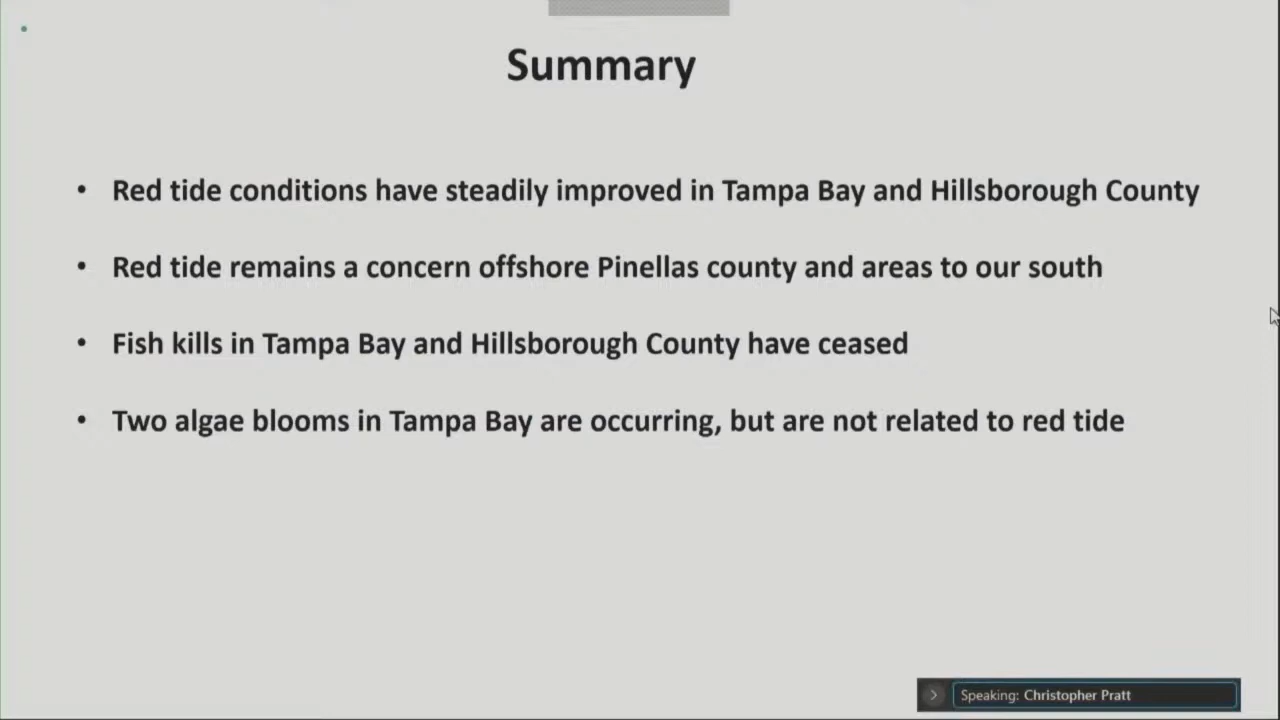 Summary
• Red tide conditions have steadily improved in Tampa Bay and Hillsborough County
• Red tide remains a concern offshore Pinellas county and areas to our south
• Fish kills in Tampa Bay and Hillsborough County have ceased
• Two algae blooms in Tampa Bay are occurring, but are not related to red tide
Speaking: Christopher Pratt